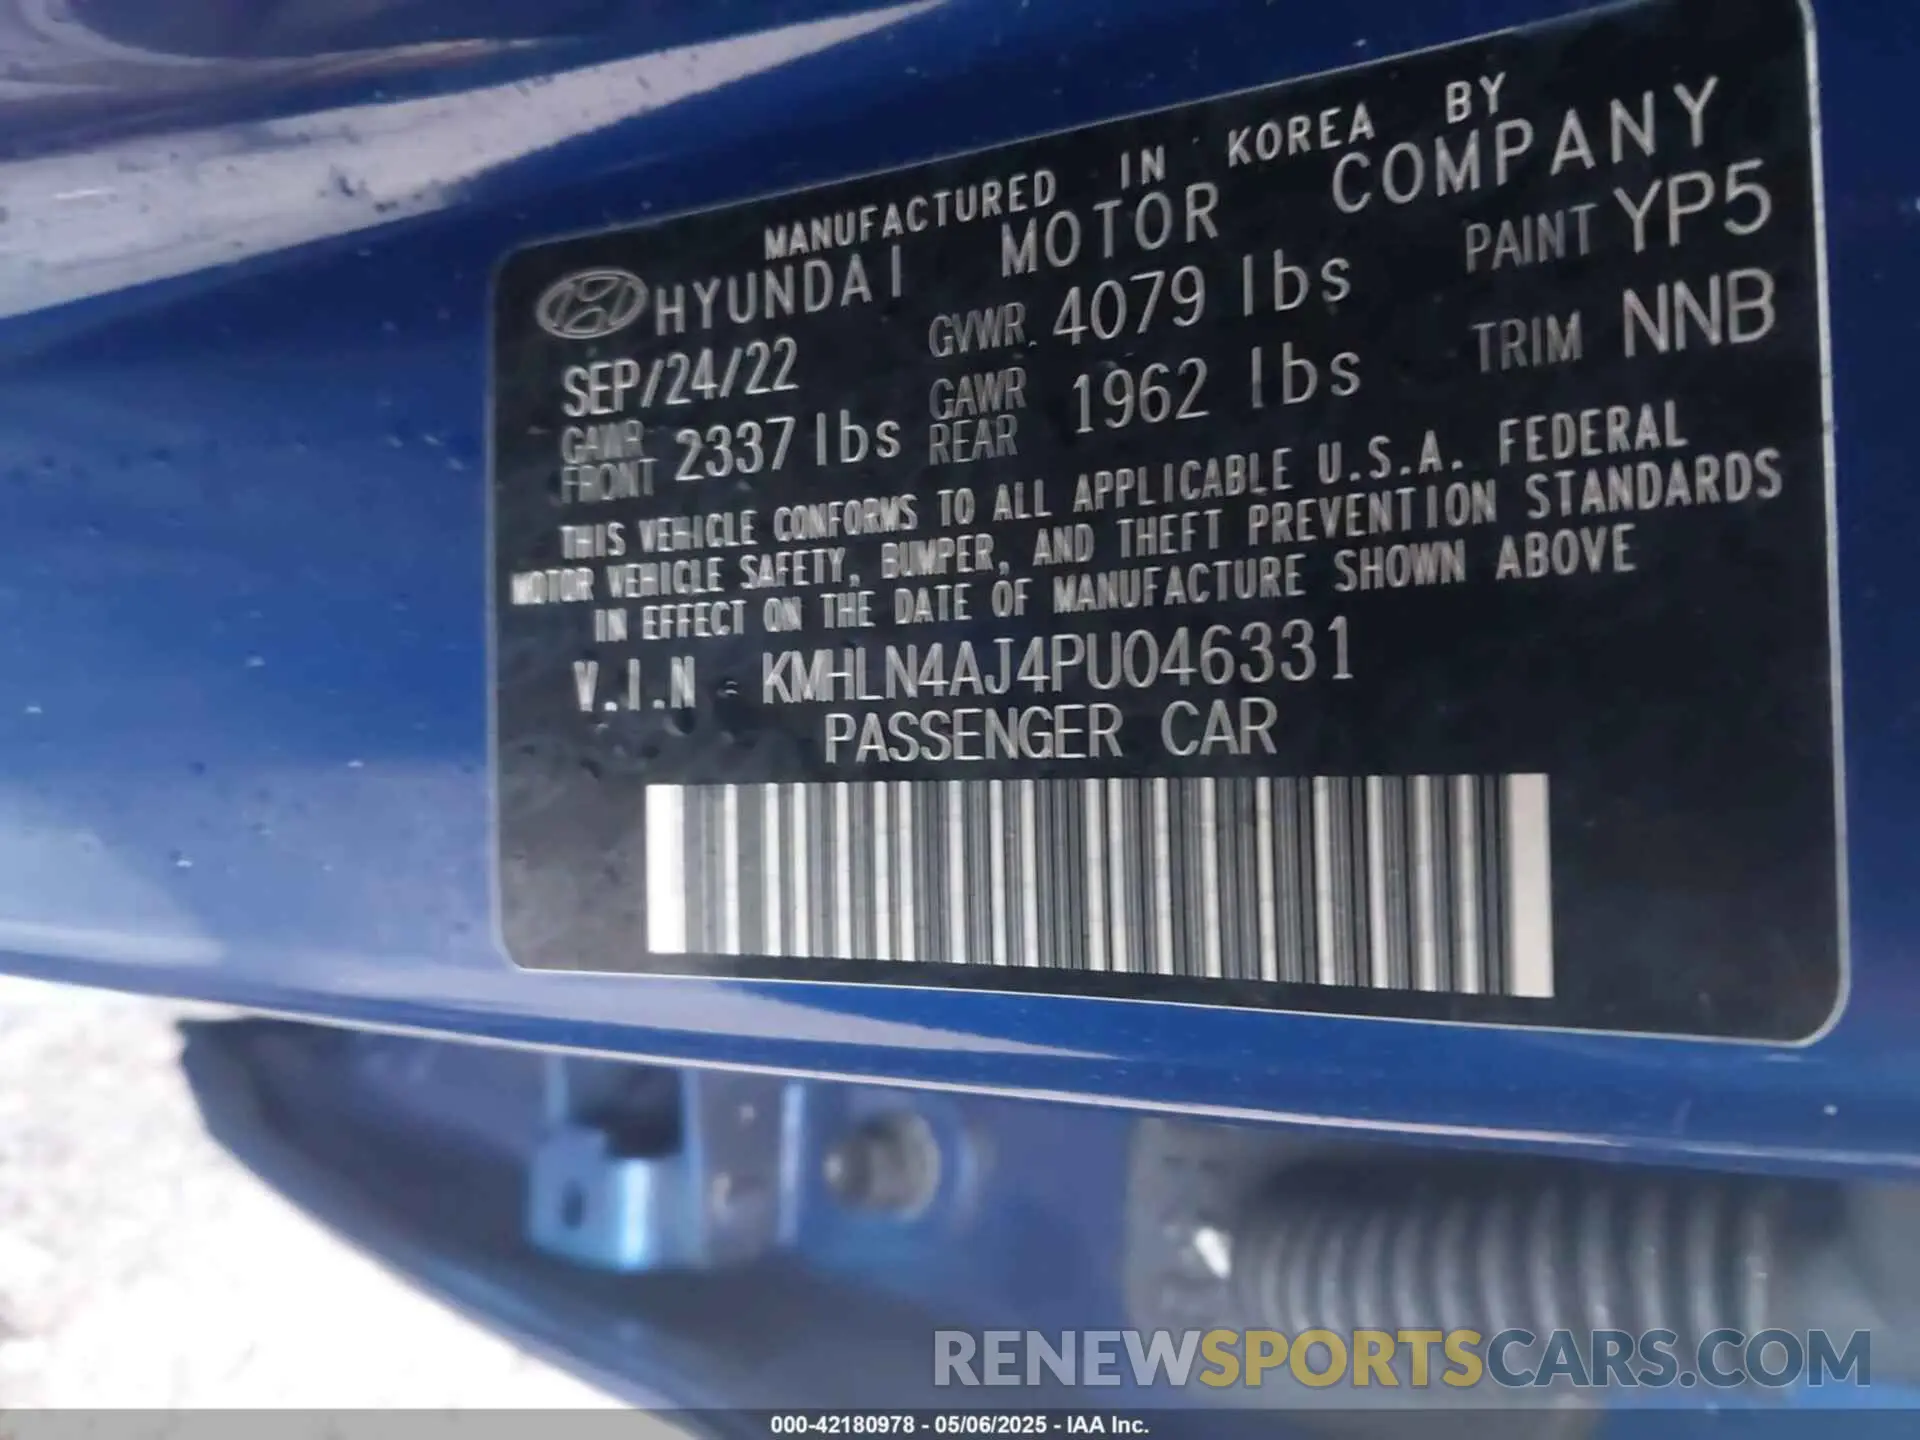 MANUFACTURED IN KOREA BY
HYUNDAI MOTOR COMPANY
SEP/24/22 GVWR. 4079 lbs PAINT YP5
GAWR FRONT 2337 lbs GAWR REAR 1962 lbs TRIM NNB
THIS VEHICLE CONFORMS TO ALL APPLICABLE U.S.A. FEDERAL
MOTOR VEHICLE SAFETY, BUMPER, AND THEFT PREVENTION STANDARDS
IN EFFECT ON THE DATE OF MANUFACTURE SHOWN ABOVE
V.I.N : KMHLN4AJ4PU046331
PASSENGER CAR
RENEWSPORTSCARS.COM
000-42180978 - 05/06/2025 - IAA Inc.